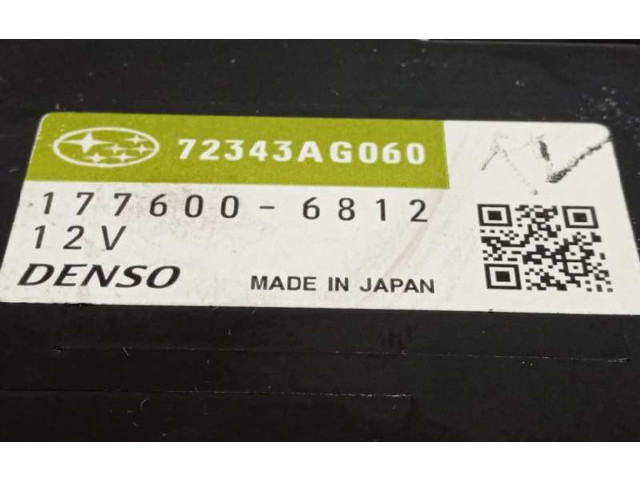 72343AG060
177600-6812
12V
DENSO
MADE IN JAPAN